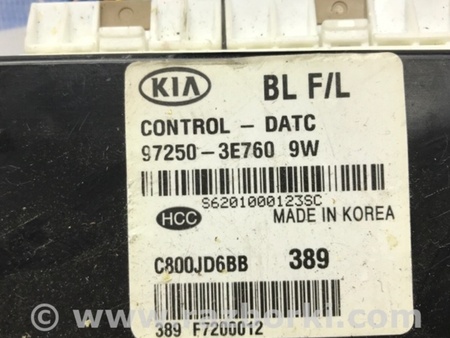 KIA BL F/L
CONTROL - DATC
97250-3E760 9W
S6201000123SC
HCC MADE IN KOREA
C800JD6BB 389
389 F7200012
© www.razborki.com